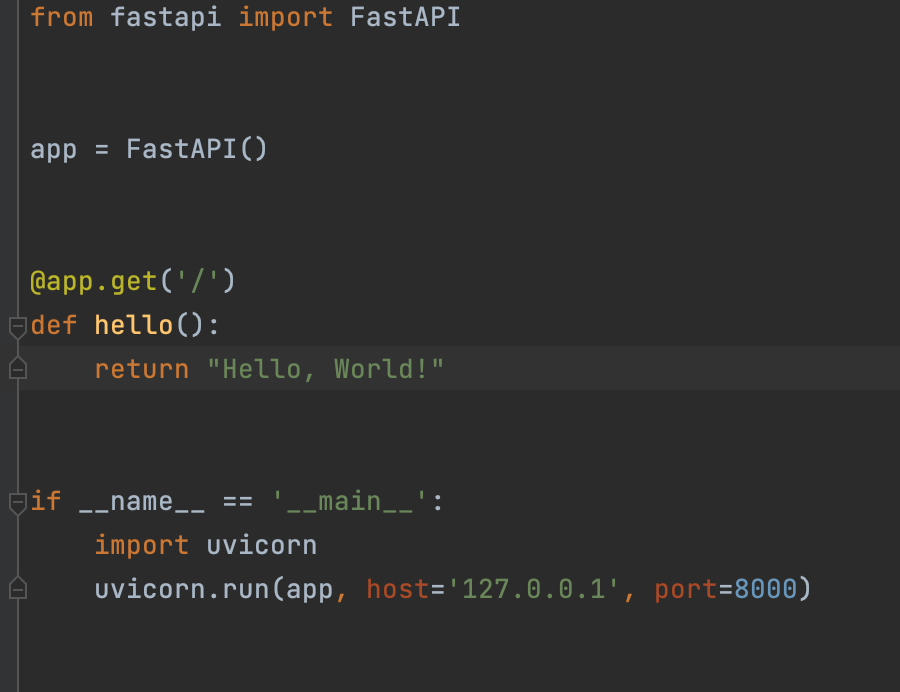 from fastapi import FastAPI
app = FastAPI()
@app.get('/')
def hello():
    return "Hello, World!"
if __name__ == '__main__':
    import uvicorn
    uvicorn.run(app, host='127.0.0.1', port=8000)